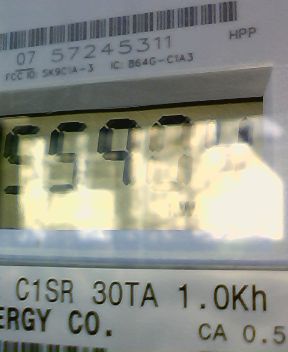 07 57245311 HPP
FCC ID: SK9C1A-3 IC: 864G-C1A3
C1SR 30TA 1.0Kh
ERGY CO. CA 0.5